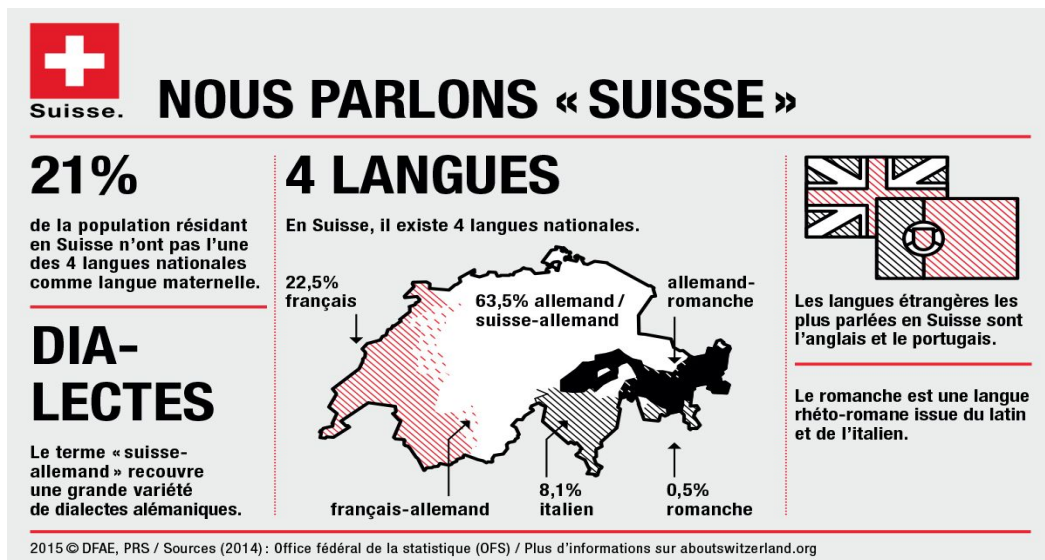 Suisse.
NOUS PARLONS « SUISSE »
21%
de la population résidant
en Suisse n’ont pas l’une
des 4 langues nationales
comme langue maternelle.
DIA-
LECTES
Le terme « suisse-
allemand » recouvre
une grande variété
de dialectes alémaniques.
4 LANGUES
En Suisse, il existe 4 langues nationales.
22,5%
français
63,5% allemand /
suisse-allemand
allemand-
romanche
français-allemand
8,1%
italien
0,5%
romanche
Les langues étrangères les
plus parlées en Suisse sont
l’anglais et le portugais.
Le romanche est une langue
rhéto-romane issue du latin
et de l’italien.
2015 © DFAE, PRS / Sources (2014) : Office fédéral de la statistique (OFS) / Plus d’informations sur aboutswitzerland.org